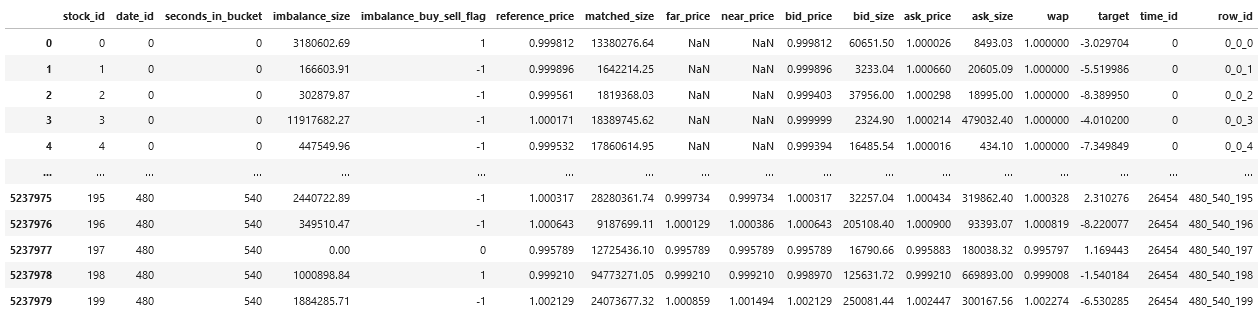 stock_id date_id seconds_in_bucket imbalance_size imbalance_buy_sell_flag reference_price matched_size far_price near_price bid_price bid_size ask_price ask_size wap target time_id row_id
0 0 0 0 3180602.69 1 0.999812 13380276.64 NaN NaN 0.999812 60651.50 1.000026 8493.03 1.000000 -3.029704 0 0_0_0
1 1 0 0 166603.91 -1 0.999896 1642214.25 NaN NaN 0.999896 3233.04 1.000660 20605.09 1.000000 -5.519986 0 0_0_1
2 2 0 0 302879.87 -1 0.999561 1819368.03 NaN NaN 0.999403 37956.00 1.000298 18995.00 1.000000 -8.389950 0 0_0_2
3 3 0 0 11917682.27 -1 1.000171 18389745.62 NaN NaN 0.999999 2324.90 1.000214 479032.40 1.000000 -4.010200 0 0_0_3
4 4 0 0 447549.96 -1 0.999532 17860614.95 NaN NaN 0.999394 16485.54 1.000016 434.10 1.000000 -7.349849 0 0_0_4
... ... ... ... ... ... ... ... ... ... ... ... ... ... ... ... ... ...
5237975 195 480 540 2440722.89 -1 1.000317 28280361.74 0.999734 0.999734 1.000317 32257.04 1.000434 319862.40 1.000328 2.310276 26454 480_540_195
5237976 196 480 540 349510.47 -1 1.000643 9187699.11 1.000129 1.000386 1.000643 205108.40 1.000900 93393.07 1.000819 -8.220077 26454 480_540_196
5237977 197 480 540 0.00 0 0.995789 12725436.10 0.995789 0.995789 0.995789 16790.66 0.995883 180038.32 0.995797 1.169443 26454 480_540_197
5237978 198 480 540 1000898.84 1 0.999210 94773271.05 0.999210 0.999210 0.998970 125631.72 0.999210 669893.00 0.999008 -1.540184 26454 480_540_198
5237979 199 480 540 1884285.71 -1 1.002129 24073677.32 1.000859 1.001494 1.002129 250081.44 1.002447 300167.56 1.002274 -6.530285 26454 480_540_199